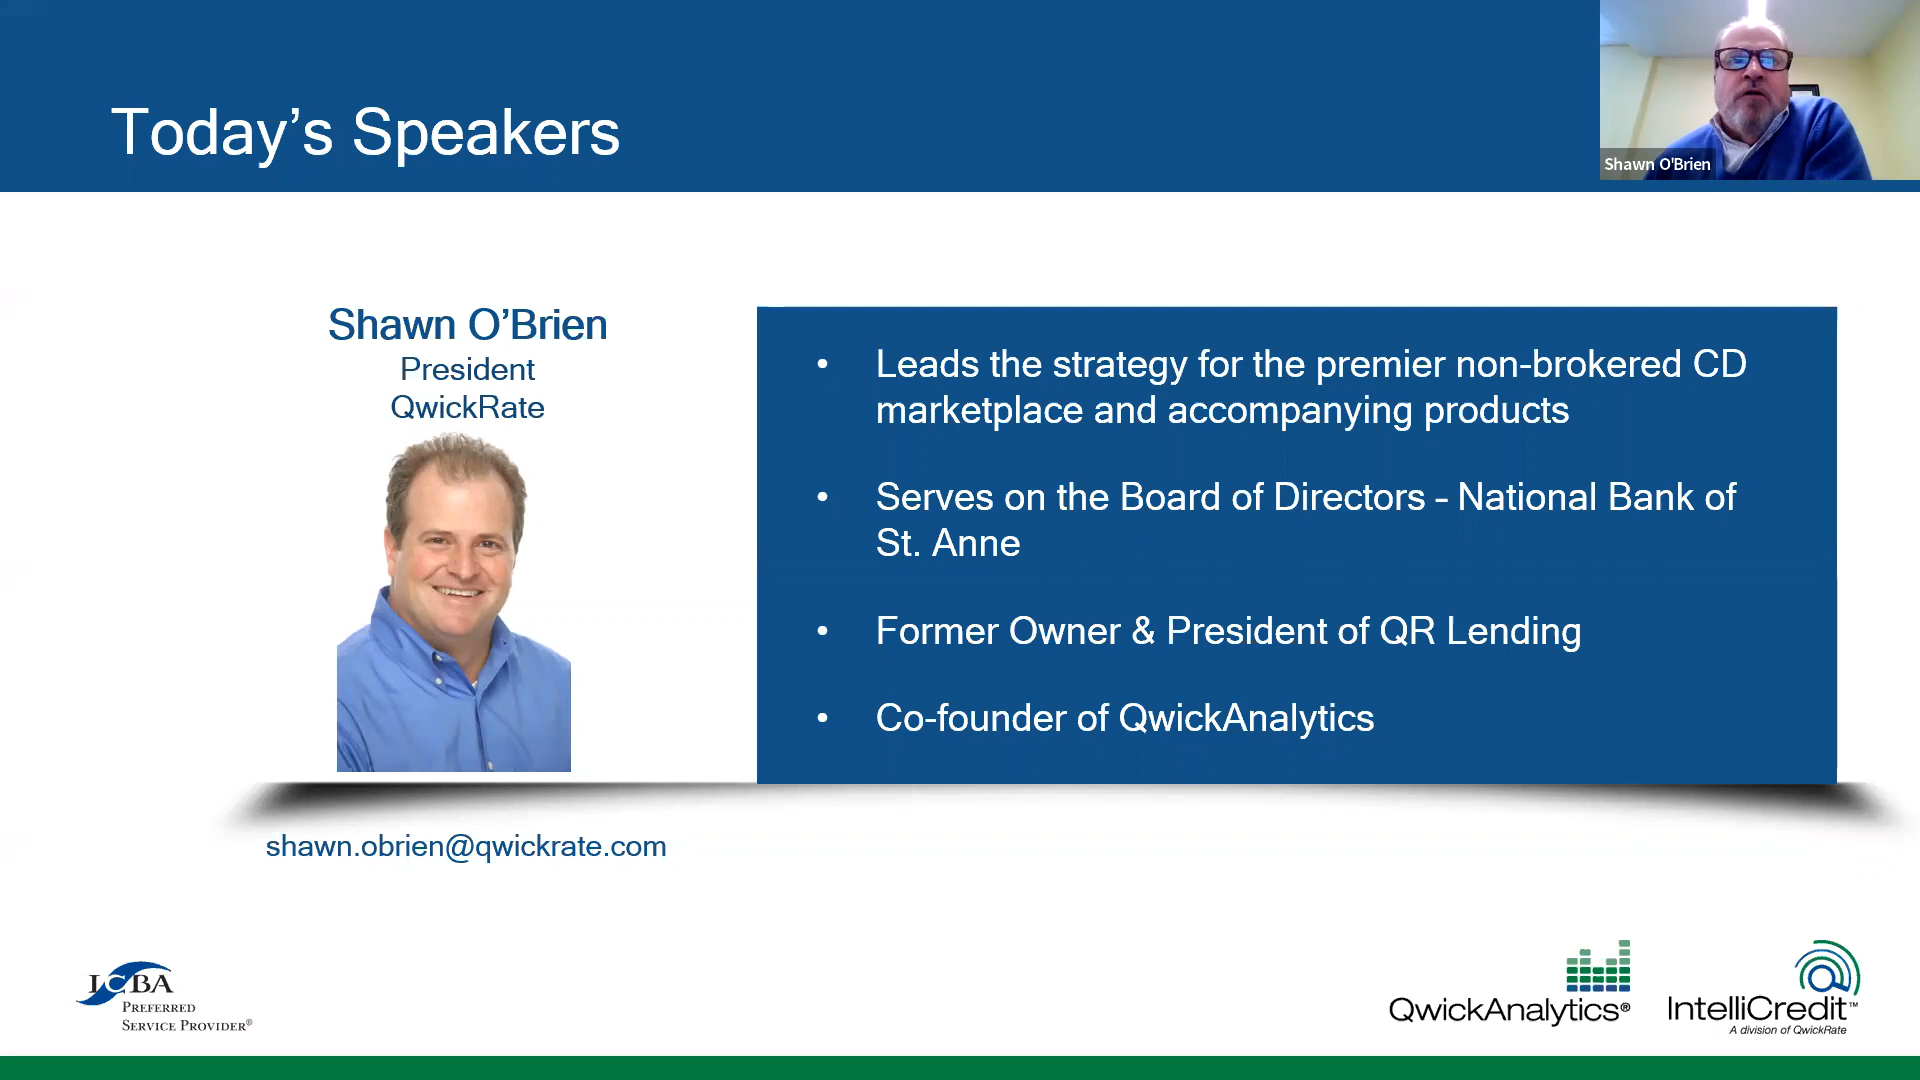 Today’s Speakers
Shawn O'Brien
Shawn O’Brien
President
QwickRate
• Leads the strategy for the premier non-brokered CD
marketplace and accompanying products
• Serves on the Board of Directors – National Bank of
St. Anne
• Former Owner & President of QR Lending
• Co-founder of QwickAnalytics
shawn.obrien@qwickrate.com
ICBA
PREFERRED
SERVICE PROVIDER®
QwickAnalytics®
IntelliCredit™
A division of QwickRate